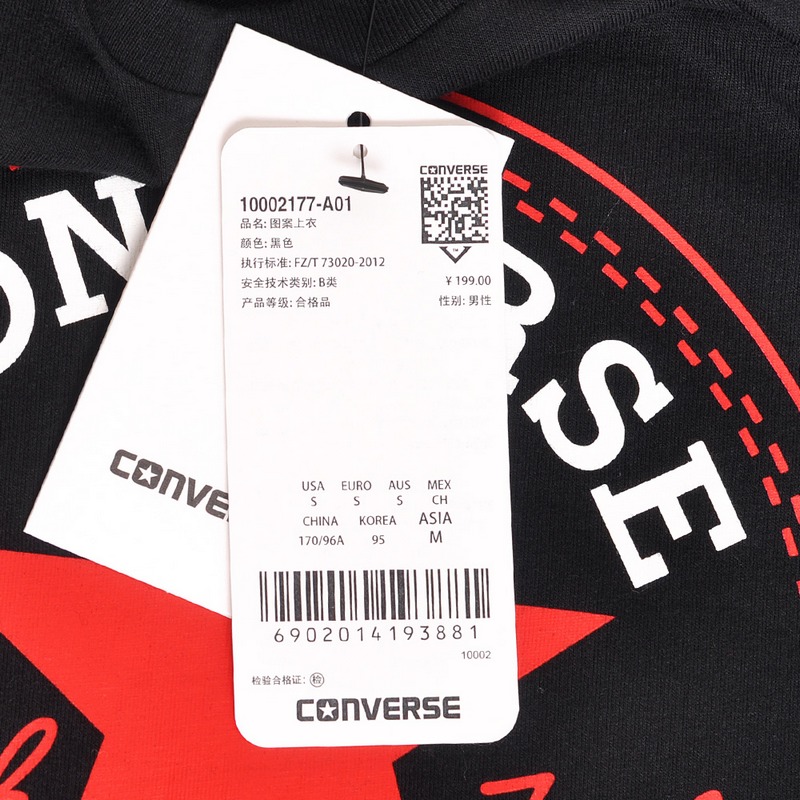 CONVERSE
10002177-A01
品名: 图案上衣
颜色: 黑色
执行标准: FZ/T 73020-2012
安全技术类别: B类
¥ 199.00
产品等级: 合格品
性别: 男性
USA EURO AUS MEX
S S S CH
CHINA KOREA ASIA
170/96A 95 M
6902014193881
10002
检验合格证: 检
CONVERSE
CONVE
ON
RSE